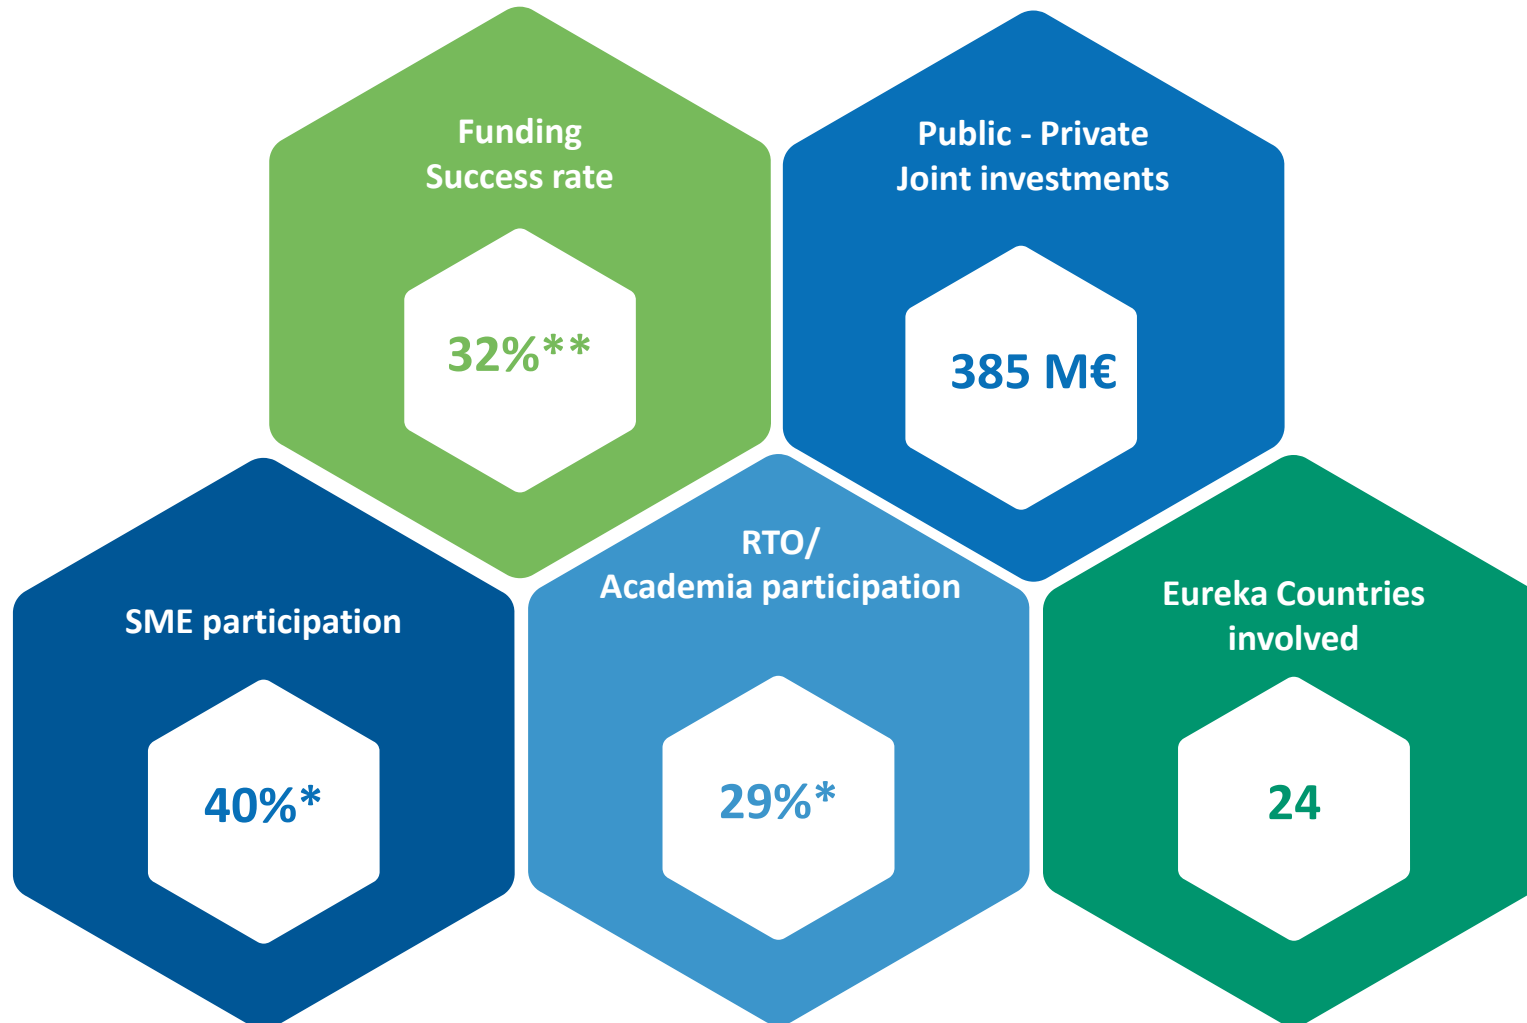 Funding
Success rate
32%**
Public - Private
Joint investments
385 M€
SME participation
40%*
RTO/
Academia participation
29%*
Eureka Countries
involved
24